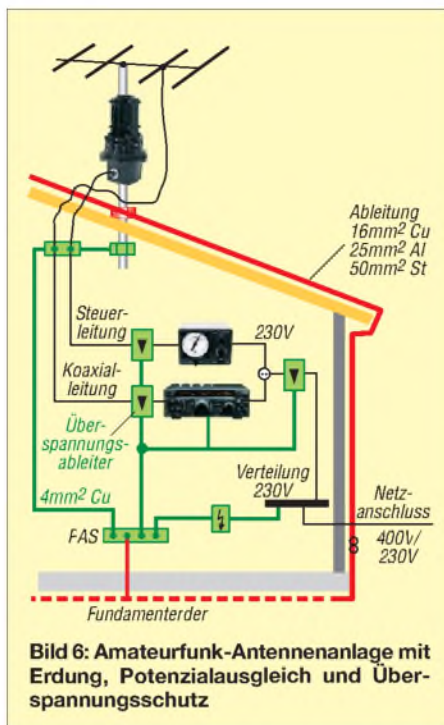 Ableitung
16mm² Cu
25mm² Al
50mm² St
Steuer-
leitung
230V
Koaxial-
leitung
Über-
spannungs-
ableiter
Verteilung
230V
Netz-
anschluss
4mm² Cu
400V/
230V
FAS
Fundamenterder
Bild 6: Amateurfunk-Antennenanlage mit
Erdung, Potenzialausgleich und Über-
spannungsschutz